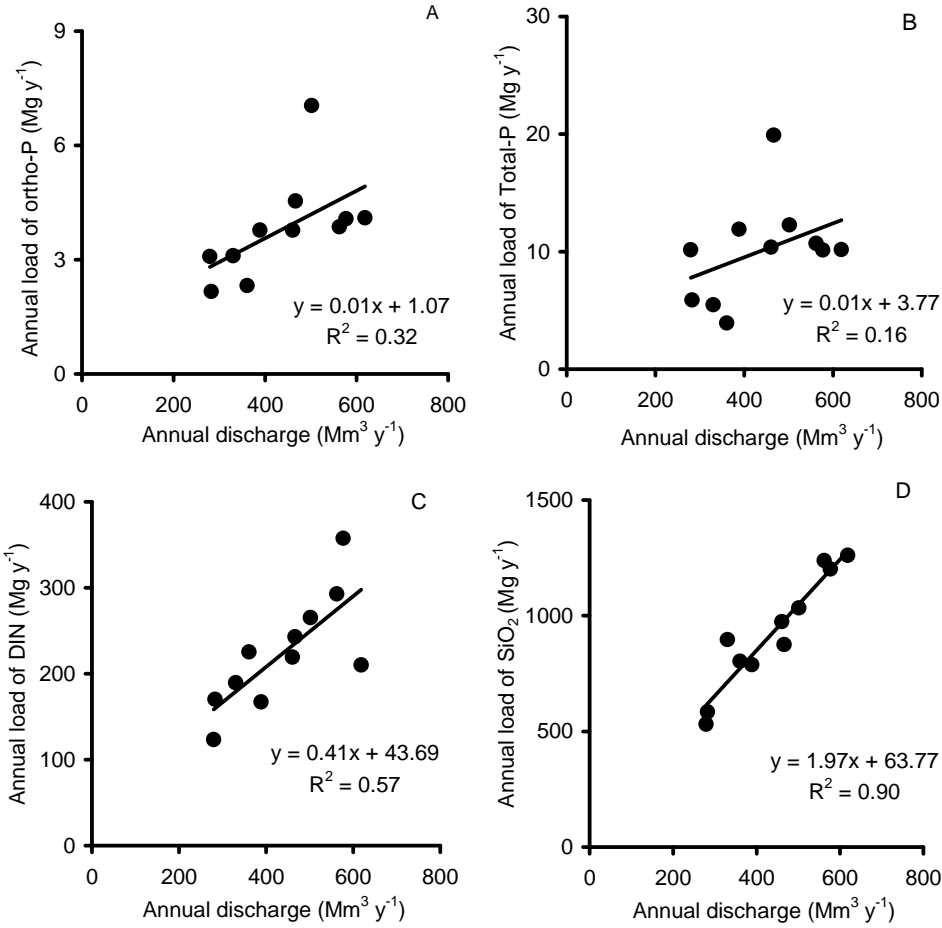 A
Annual load of ortho-P (Mg y⁻¹)
9
6
3
0
y = 0.01x + 1.07
R² = 0.32
0 200 400 600 800
Annual discharge (Mm³ y⁻¹)
B
Annual load of Total-P (Mg y⁻¹)
30
20
10
0
y = 0.01x + 3.77
R² = 0.16
0 200 400 600 800
Annual discharge (Mm³ y⁻¹)
C
Annual load of DIN (Mg y⁻¹)
400
300
200
100
0
y = 0.41x + 43.69
R² = 0.57
0 200 400 600 800
Annual discharge (Mm³ y⁻¹)
D
Annual load of SiO₂ (Mg y⁻¹)
1500
1000
500
0
y = 1.97x + 63.77
R² = 0.90
0 200 400 600 800
Annual discharge (Mm³ y⁻¹)